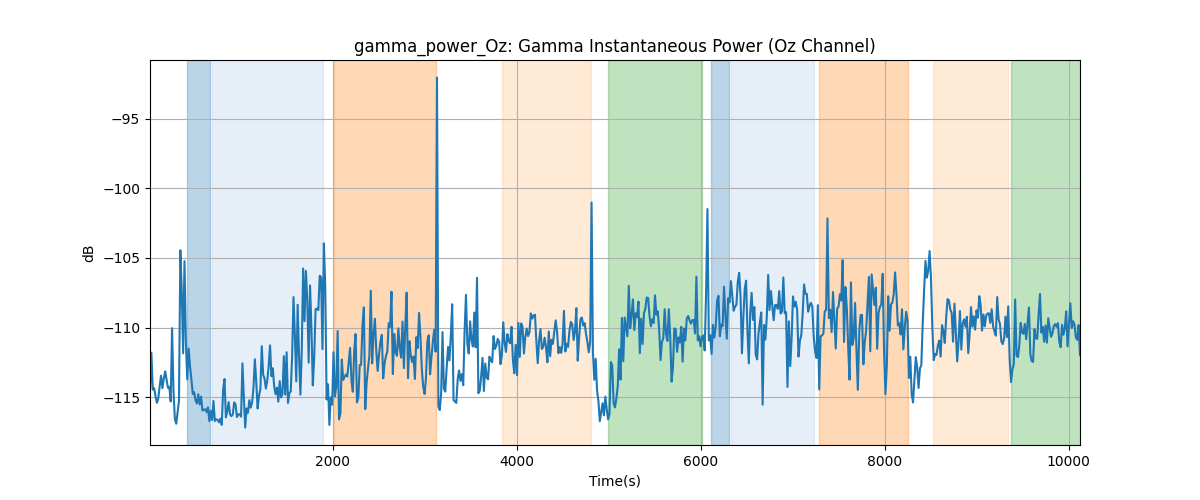 gamma_power_Oz: Gamma Instantaneous Power (Oz Channel)
−95
−100
−105
−110
−115
dB
2000 4000 6000 8000 10000
Time(s)